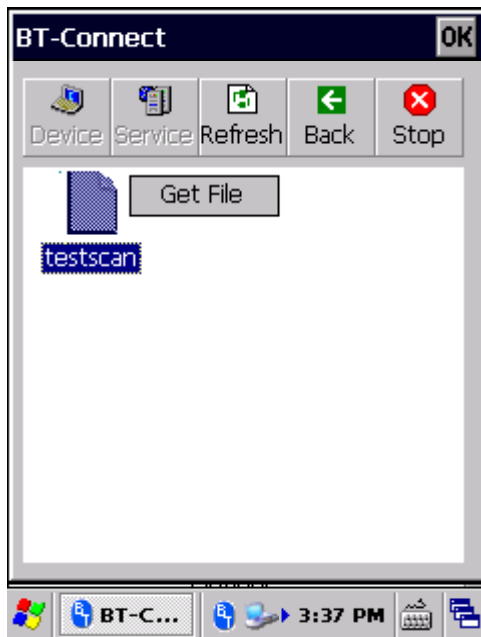 BT-Connect OK
Device Service Refresh Back Stop
Get File
testscan
BT-C... 3:37 PM